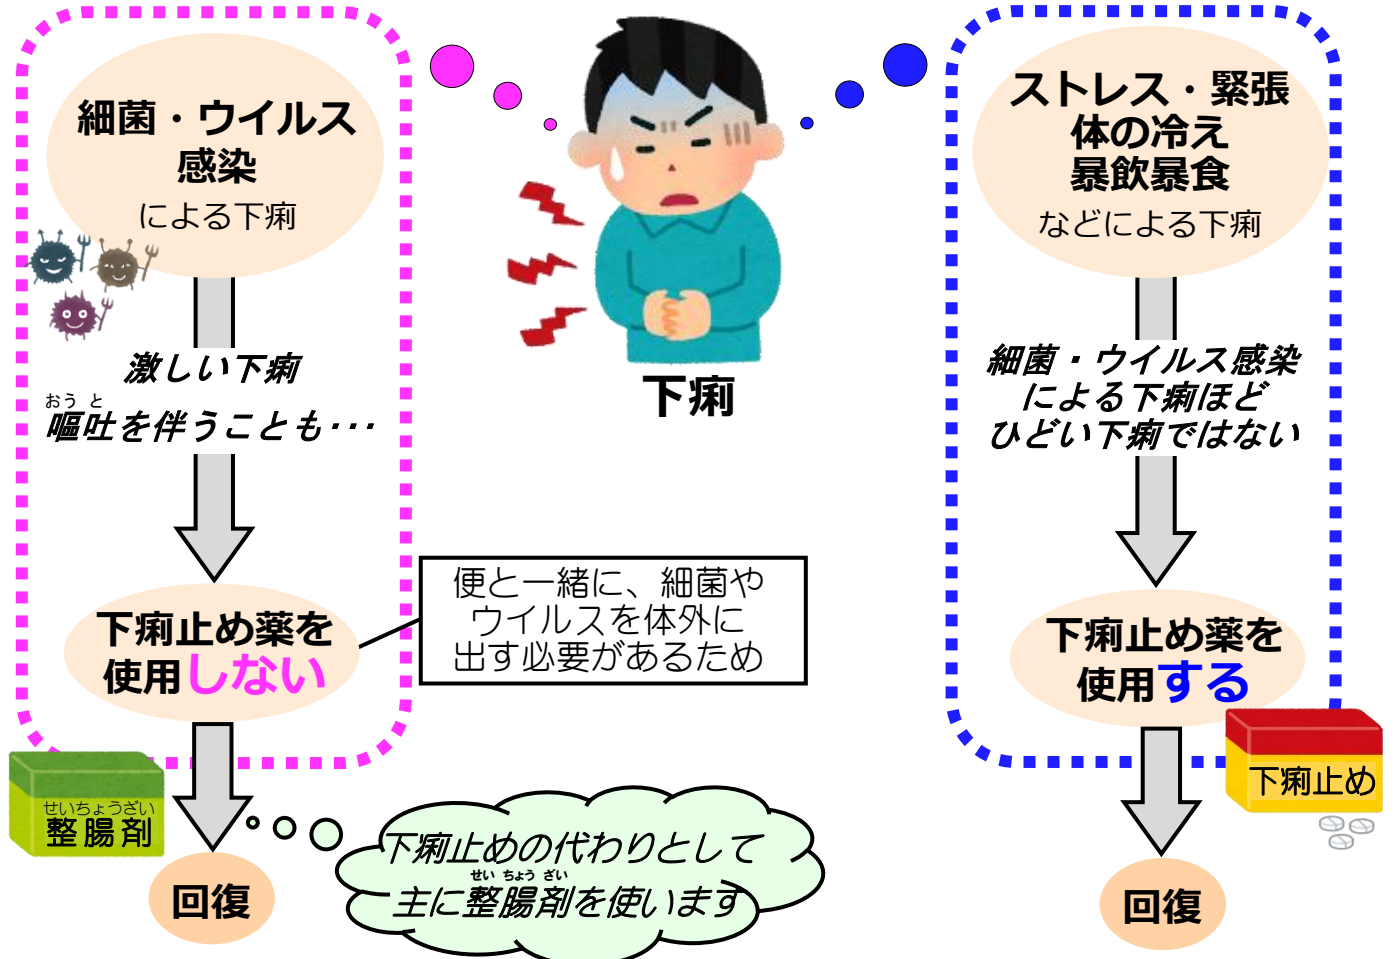 細菌・ウイルス
感染
による下痢
激しい下痢
おうと
嘔吐を伴うことも･･･
下痢止め薬を
使用しない
便と一緒に、細菌や
ウイルスを体外に
出す必要があるため
せいちょうざい
整腸剤
回復
下痢止めの代わりとして
せいちょうざい
主に整腸剤を使います
下痢
ストレス・緊張
体の冷え
暴飲暴食
などによる下痢
細菌・ウイルス感染
による下痢ほど
ひどい下痢ではない
下痢止め薬を
使用する
下痢止め
回復